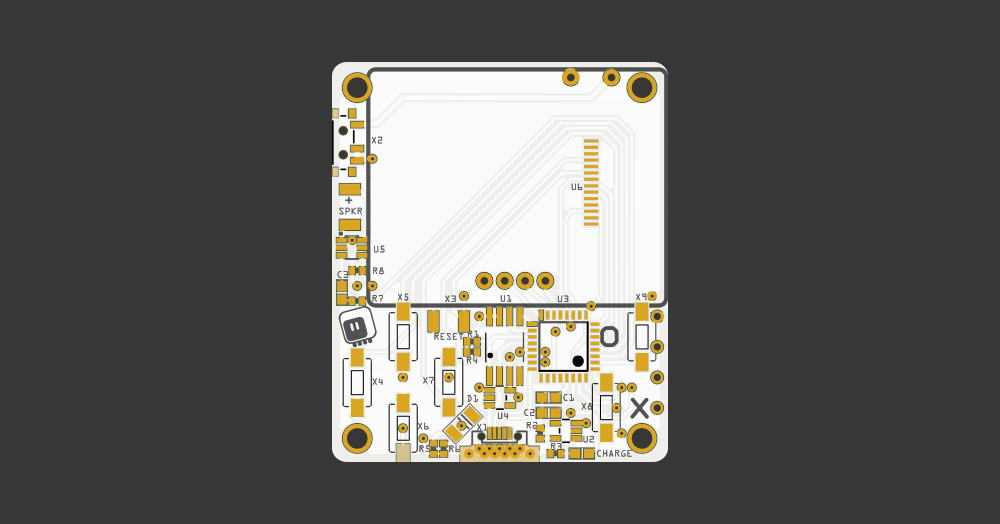 X2
U6
+
SPKR
U5
R8
C3
R7
X5
X3
U1
U3
X9
RESET
R1
R4
X4
X7
D1
C1
X8
C2
U4
X6
X1
R2
U2
R5
R6
R3
CHARGE
O
X